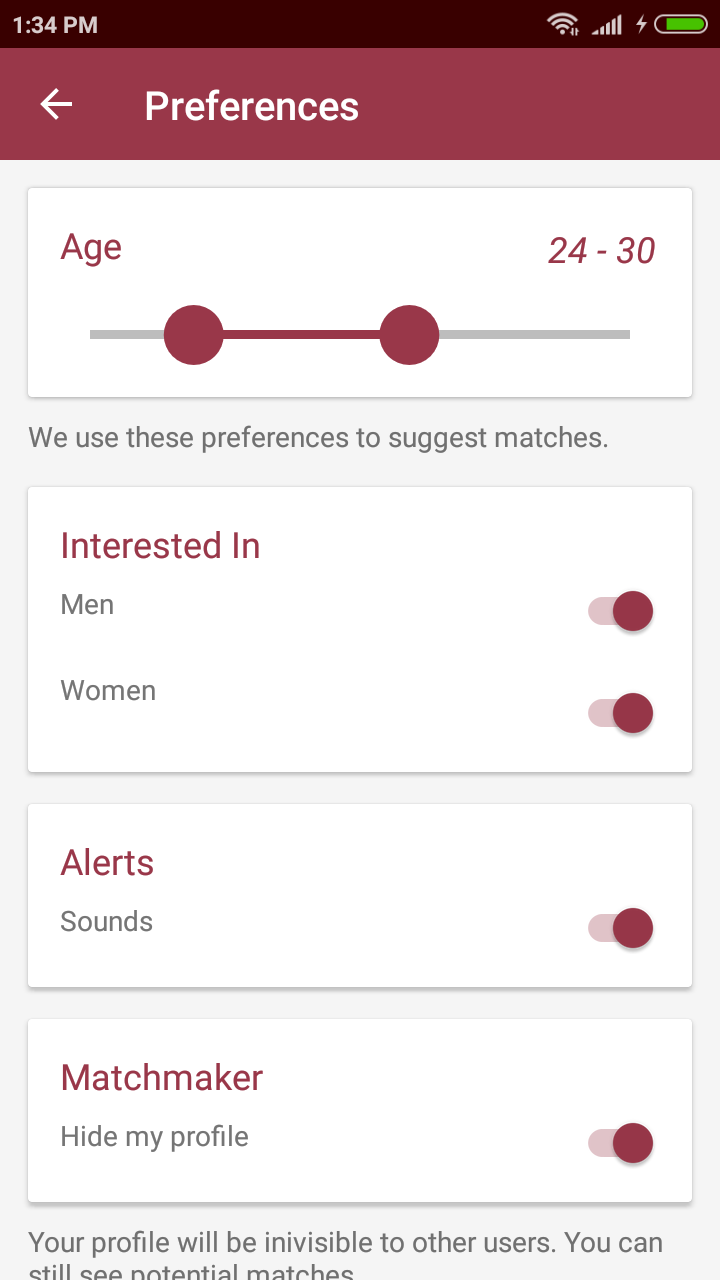 1:34 PM
Preferences
Age
24 - 30
We use these preferences to suggest matches.
Interested In
Men
Women
Alerts
Sounds
Matchmaker
Hide my profile
Your profile will be inivisible to other users. You can
still see potential matches.